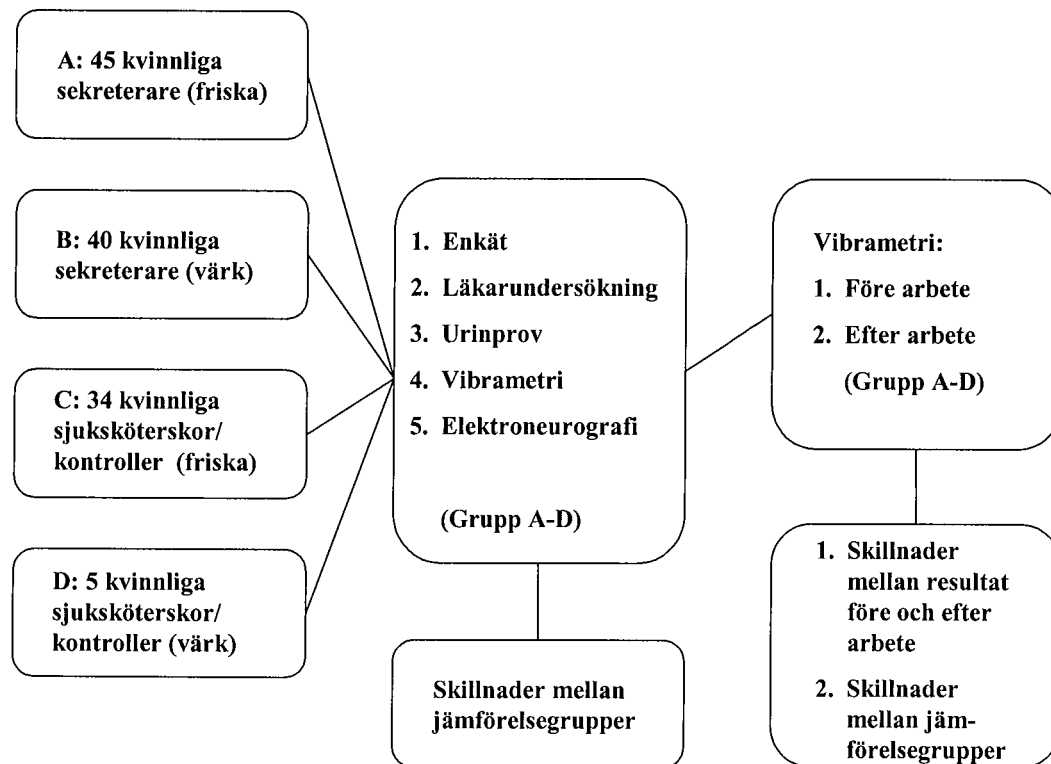 A: 45 kvinnliga
sekreterare (friska)
B: 40 kvinnliga
sekreterare (värk)
C: 34 kvinnliga
sjuksköterskor/
kontroller (friska)
D: 5 kvinnliga
sjuksköterskor/
kontroller (värk)
1. Enkät
2. Läkarundersökning
3. Urinprov
4. Vibrametri
5. Elektroneurografi
(Grupp A-D)
Skillnader mellan
jämförelsegrupper
Vibrametri:
1. Före arbete
2. Efter arbete
(Grupp A-D)
1. Skillnader
mellan resultat
före och efter
arbete
2. Skillnader
mellan jäm-
förelsegrupper